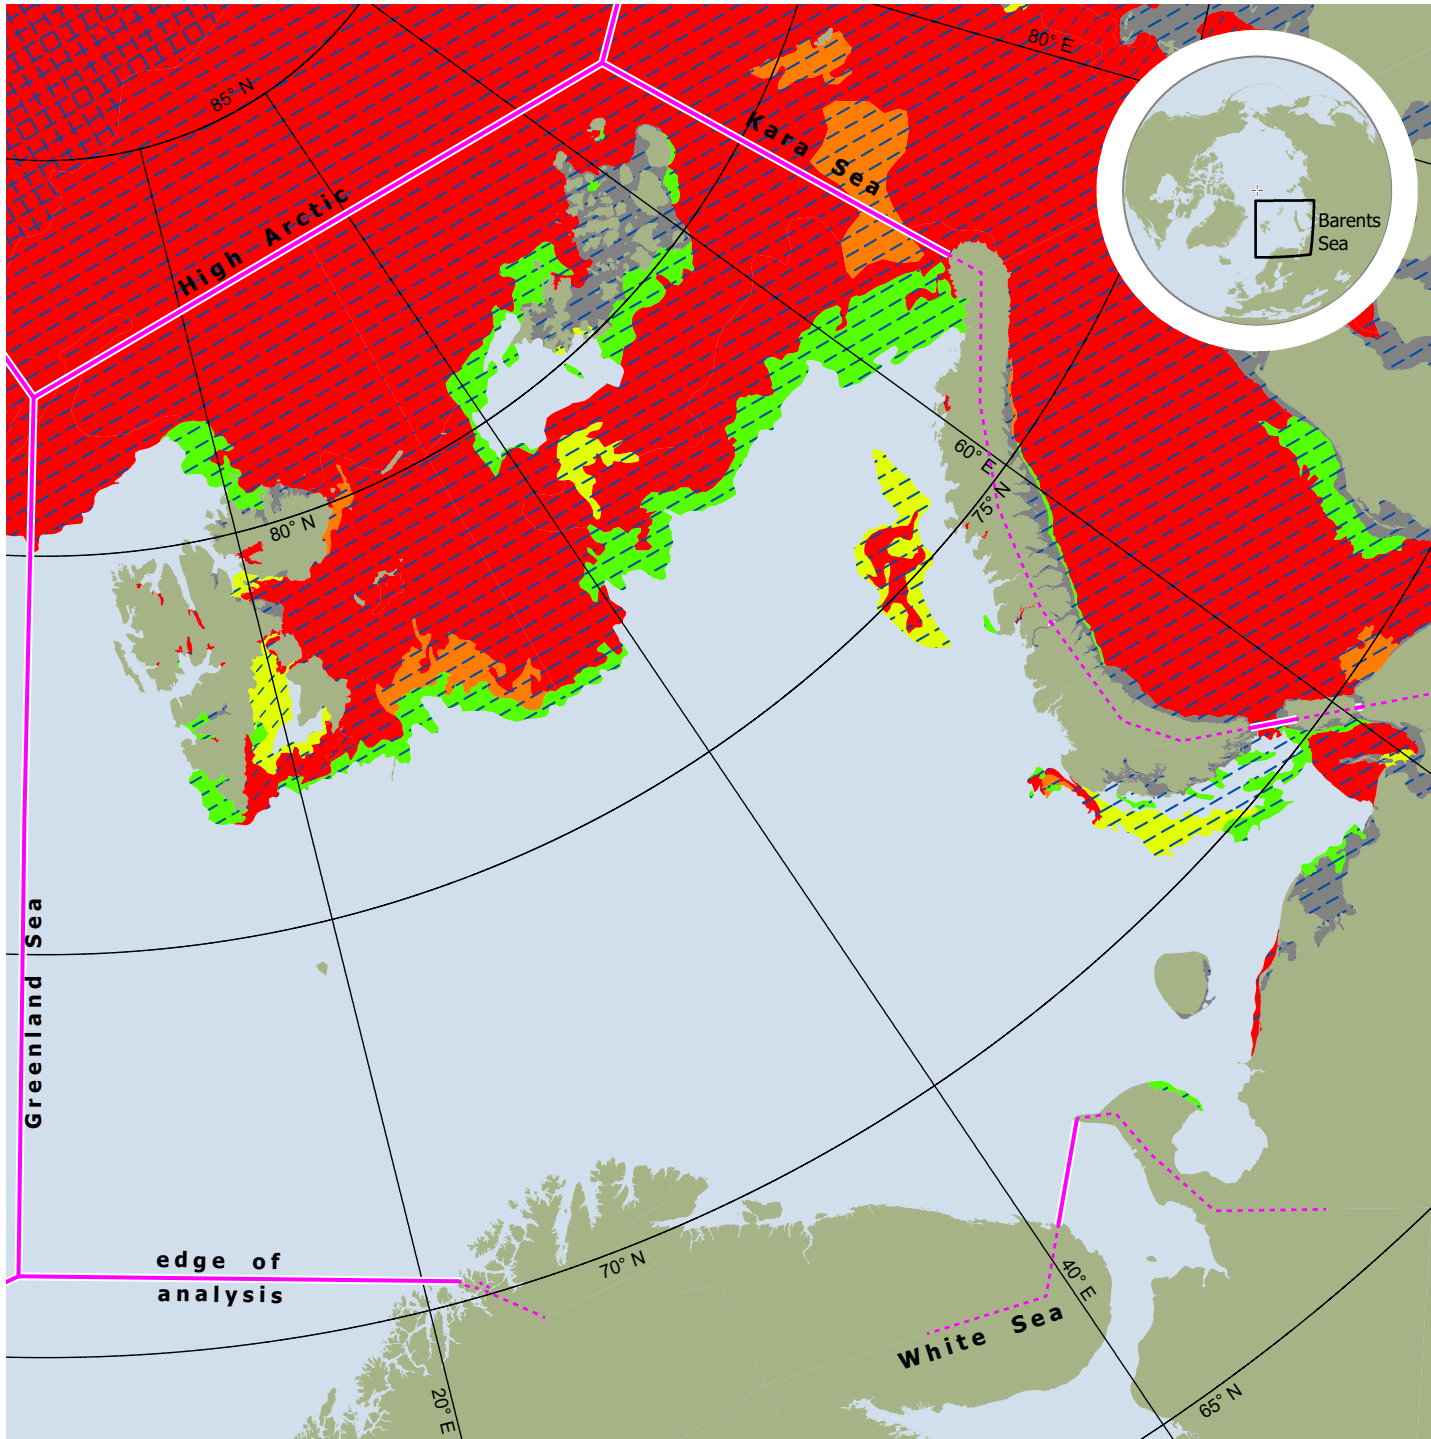 80° E
85° N
Kara Sea
High Arctic
Barents
Sea
60° E
75° N
80° N
Greenland Sea
edge of
analysis
70° N
40° E
White Sea
20° E
65° N